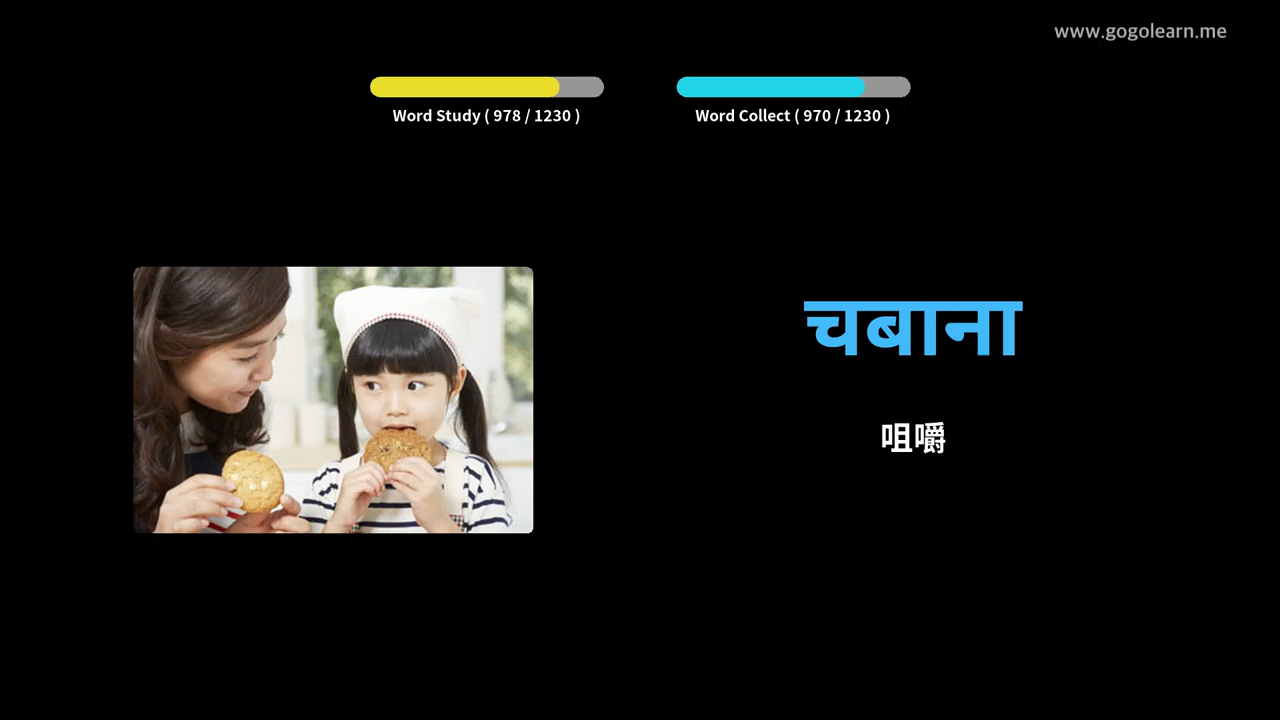 www.gogolearn.me
Word Study ( 978 / 1230 )
Word Collect ( 970 / 1230 )
चबाना
咀嚼